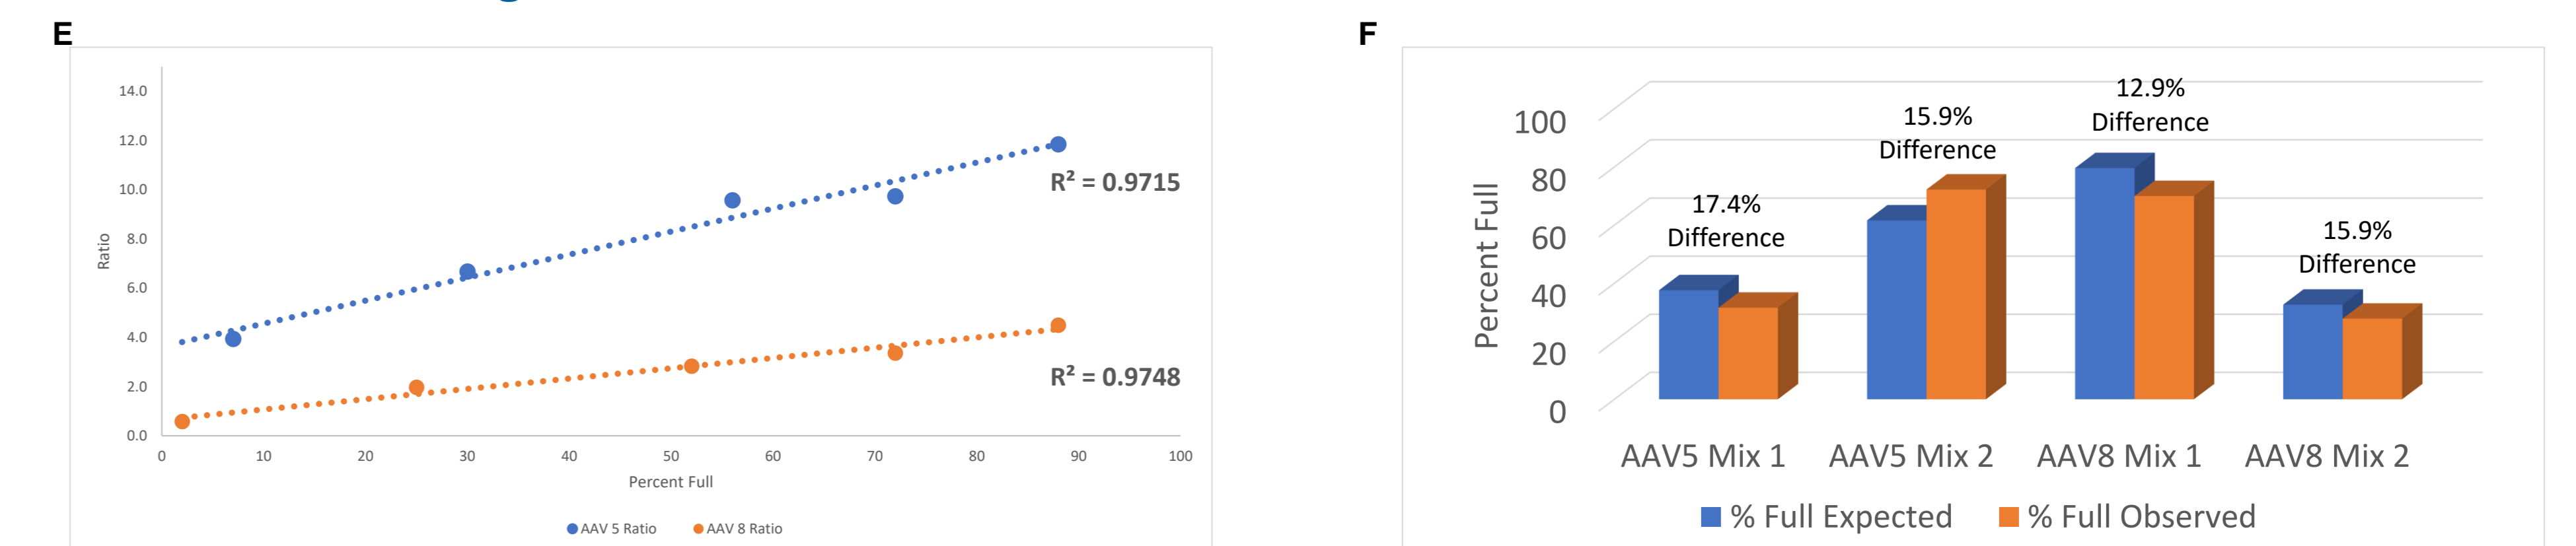 E
14.0
12.0
10.0
8.0
6.0
4.0
2.0
0.0
Ratio
0 10 20 30 40 50 60 70 80 90 100
Percent Full
R² = 0.9715
R² = 0.9748
AAV 5 Ratio AAV 8 Ratio
F
100
80
60
40
20
0
Percent Full
17.4%
Difference
15.9%
Difference
12.9%
Difference
15.9%
Difference
AAV5 Mix 1 AAV5 Mix 2 AAV8 Mix 1 AAV8 Mix 2
% Full Expected % Full Observed